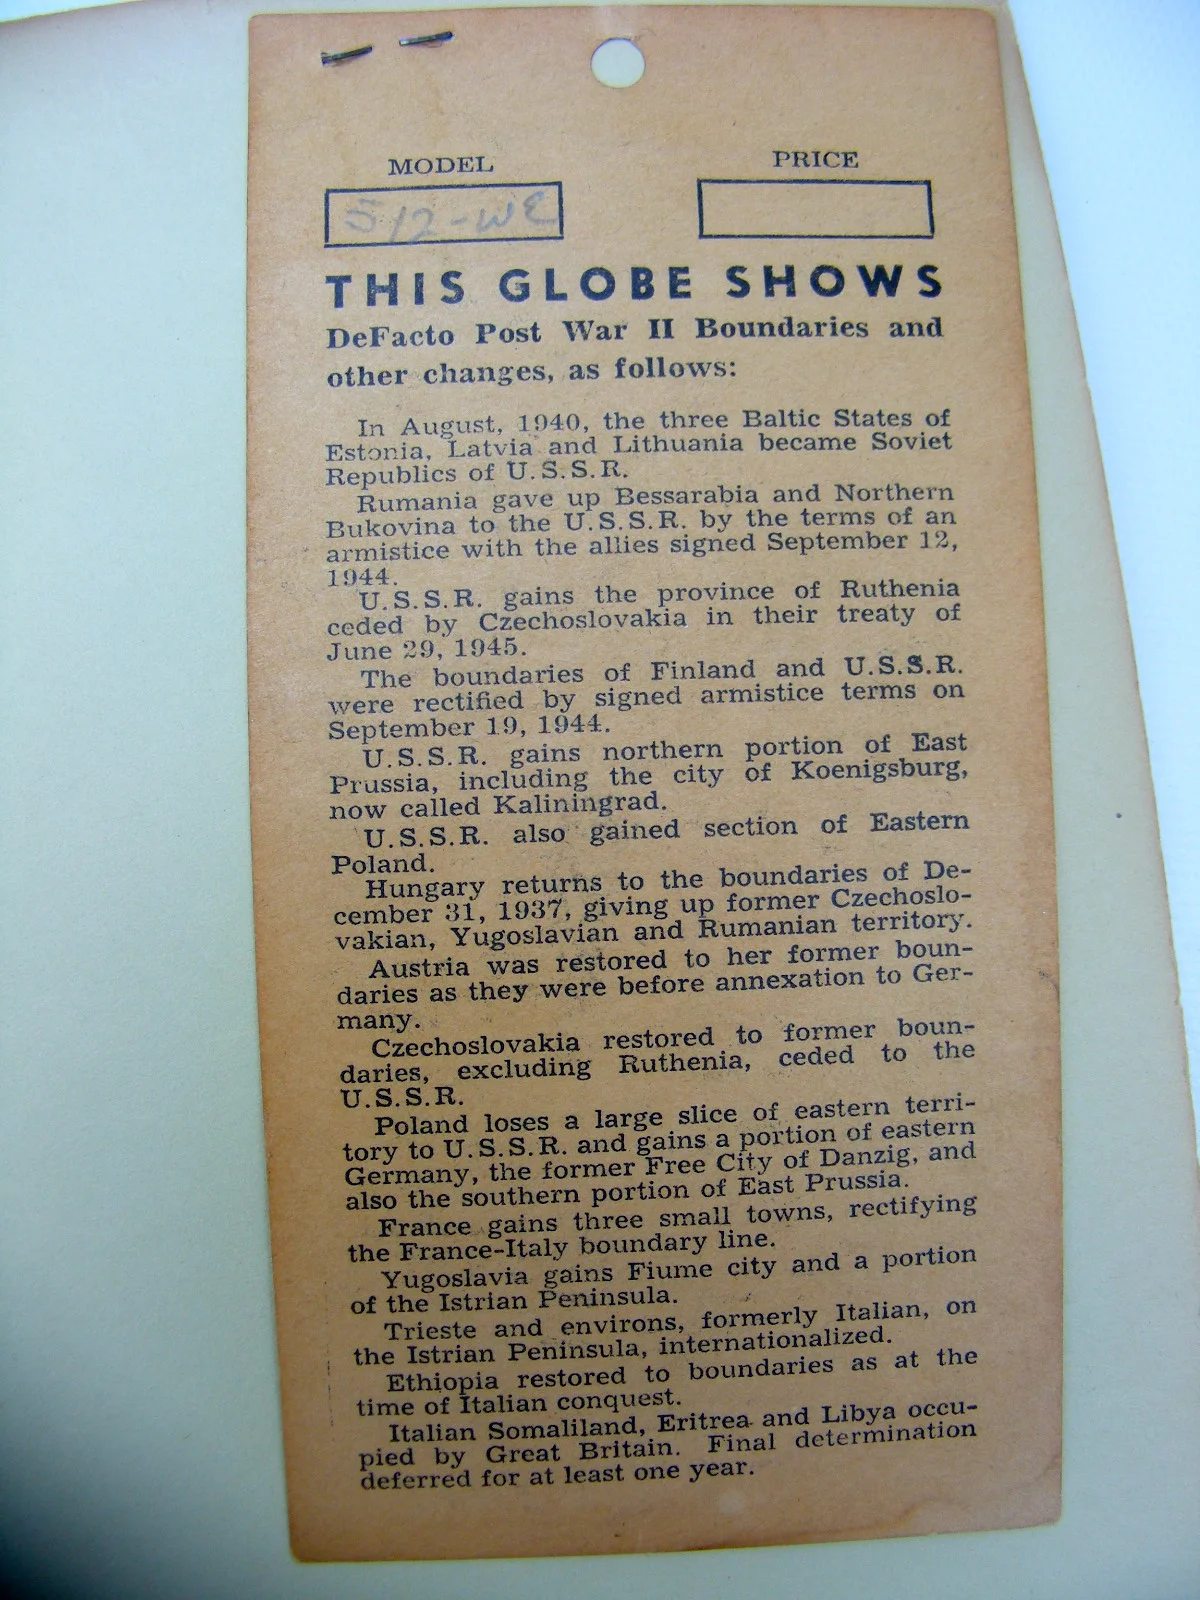 MODEL PRICE
512-WE
THIS GLOBE SHOWS
DeFacto Post War II Boundaries and
other changes, as follows:
In August, 1940, the three Baltic States of
Estonia, Latvia and Lithuania became Soviet
Republics of U.S.S.R.
Rumania gave up Bessarabia and Northern
Bukovina to the U.S.S.R. by the terms of an
armistice with the allies signed September 12,
1944.
U.S.S.R. gains the province of Ruthenia
ceded by Czechoslovakia in their treaty of
June 29, 1945.
The boundaries of Finland and U.S.S.R.
were rectified by signed armistice terms on
September 19, 1944.
U.S.S.R. gains northern portion of East
Prussia, including the city of Koenigsburg,
now called Kaliningrad.
U.S.S.R. also gained section of Eastern
Poland.
Hungary returns to the boundaries of De-
cember 31, 1937, giving up former Czechoslo-
vakian, Yugoslavian and Rumanian territory.
Austria was restored to her former boun-
daries as they were before annexation to Ger-
many.
Czechoslovakia restored to former boun-
daries, excluding Ruthenia, ceded to the
U.S.S.R.
Poland loses a large slice of eastern terri-
tory to U.S.S.R. and gains a portion of eastern
Germany, the former Free City of Danzig, and
also the southern portion of East Prussia.
France gains three small towns, rectifying
the France-Italy boundary line.
Yugoslavia gains Fiume city and a portion
of the Istrian Peninsula.
Trieste and environs, formerly Italian, on
the Istrian Peninsula, internationalized.
Ethiopia restored to boundaries as at the
time of Italian conquest.
Italian Somaliland, Eritrea and Libya occu-
pied by Great Britain. Final determination
deferred for at least one year.